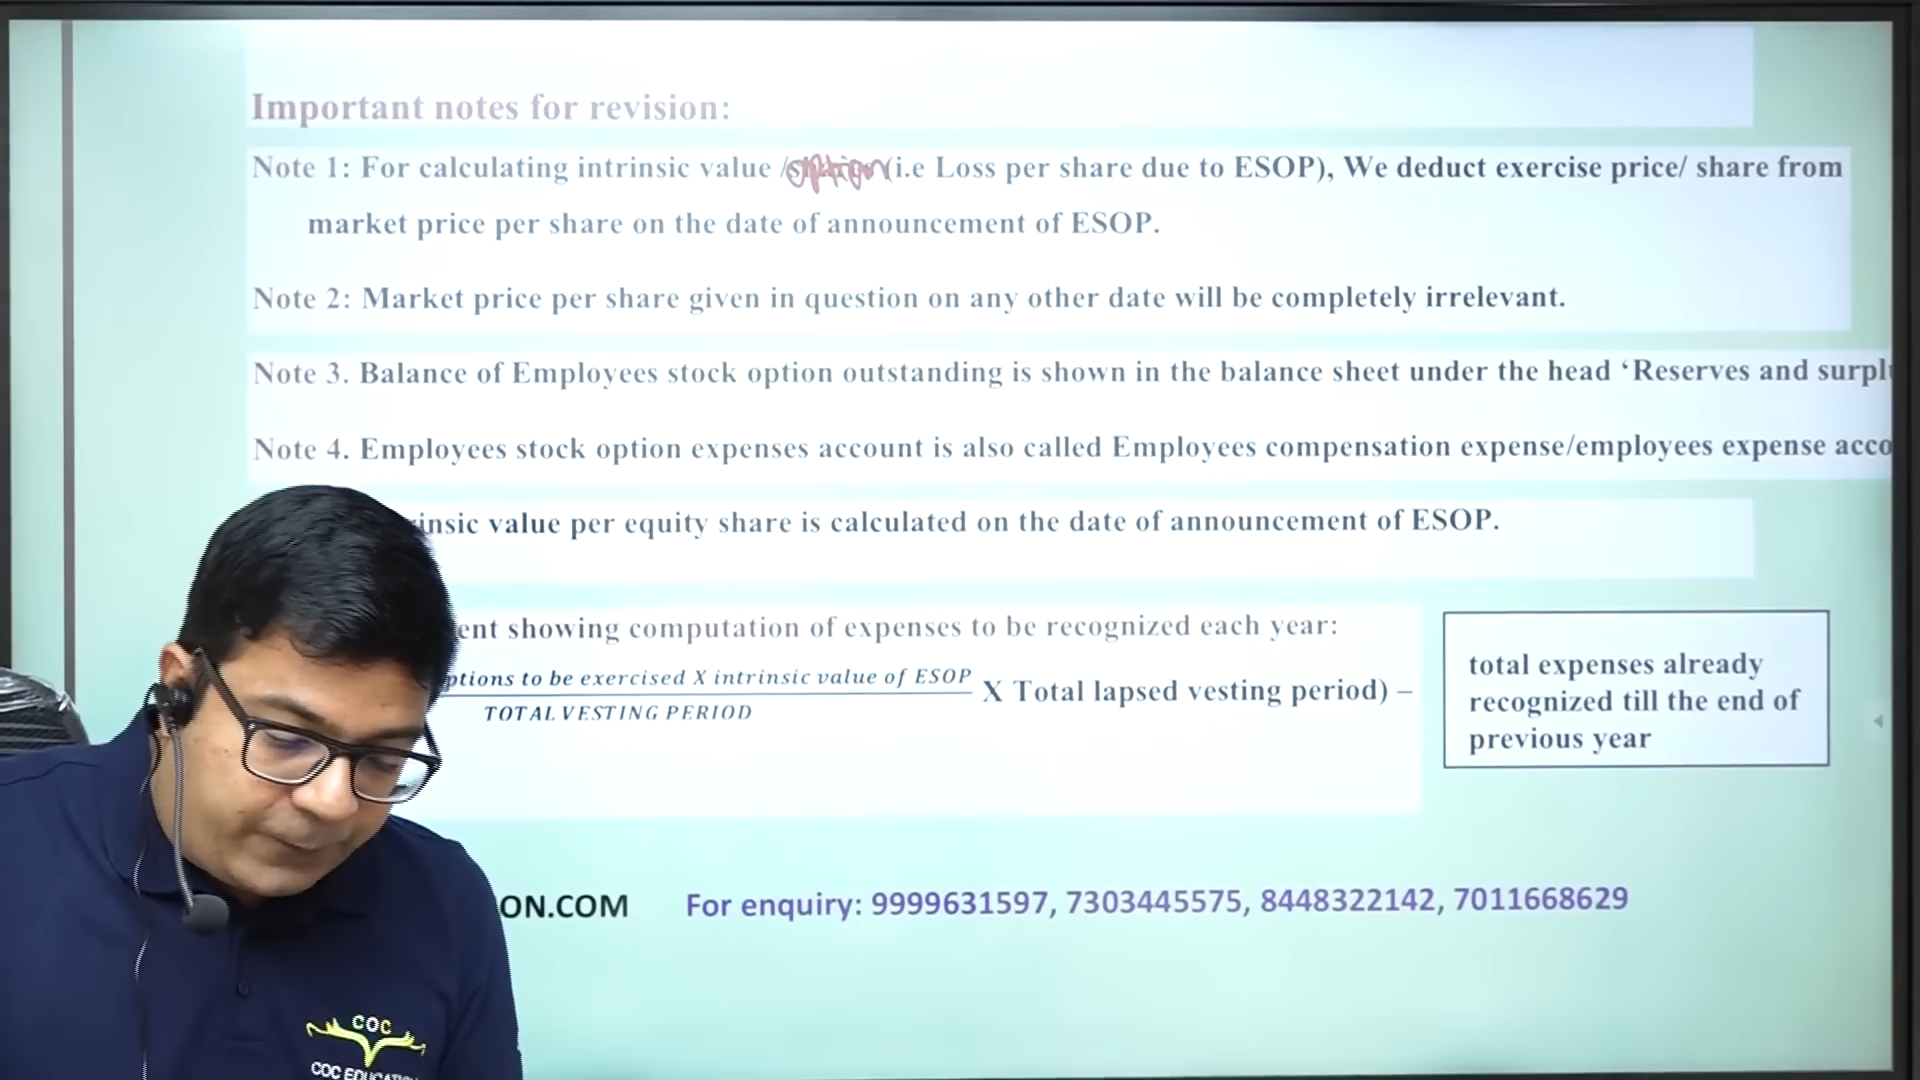 Important notes for revision:
Note 1: For calculating intrinsic value /option (i.e Loss per share due to ESOP), We deduct exercise price/ share from
market price per share on the date of announcement of ESOP.
Note 2: Market price per share given in question on any other date will be completely irrelevant.
Note 3. Balance of Employees stock option outstanding is shown in the balance sheet under the head ‘Reserves and surpl
Note 4. Employees stock option expenses account is also called Employees compensation expense/employees expense acco
insic value per equity share is calculated on the date of announcement of ESOP.
ent showing computation of expenses to be recognized each year:
ptions to be exercised X intrinsic value of ESOP
TOTAL VESTING PERIOD
X Total lapsed vesting period) –
total expenses already
recognized till the end of
previous year
ON.COM For enquiry: 9999631597, 7303445575, 8448322142, 7011668629
COC
COC EDUCATI